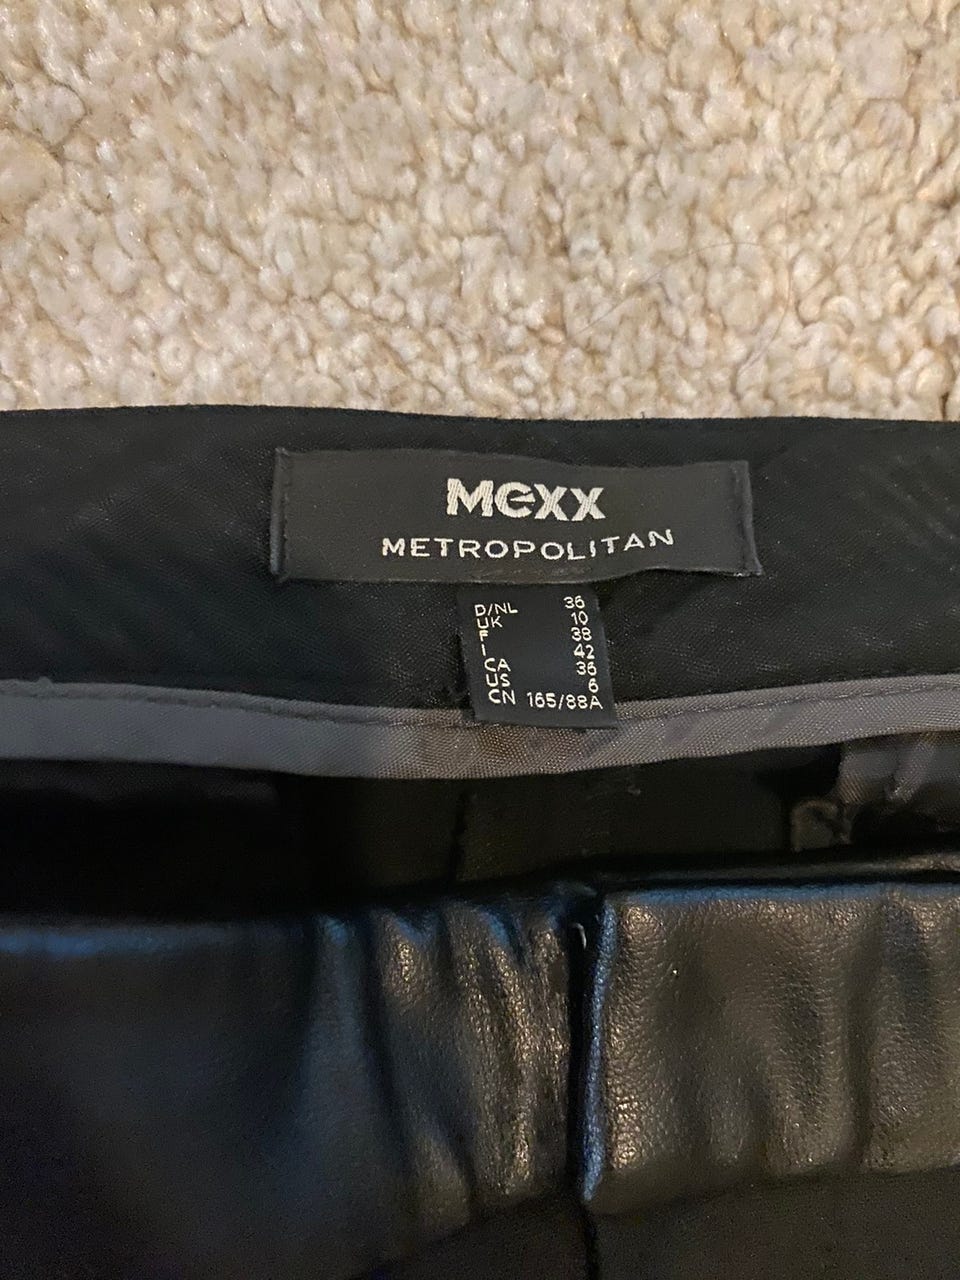 Mexx
METROPOLITAN
D/NL 36
UK 10
F 38
I 42
CA 36
US 6
CN 165/88A